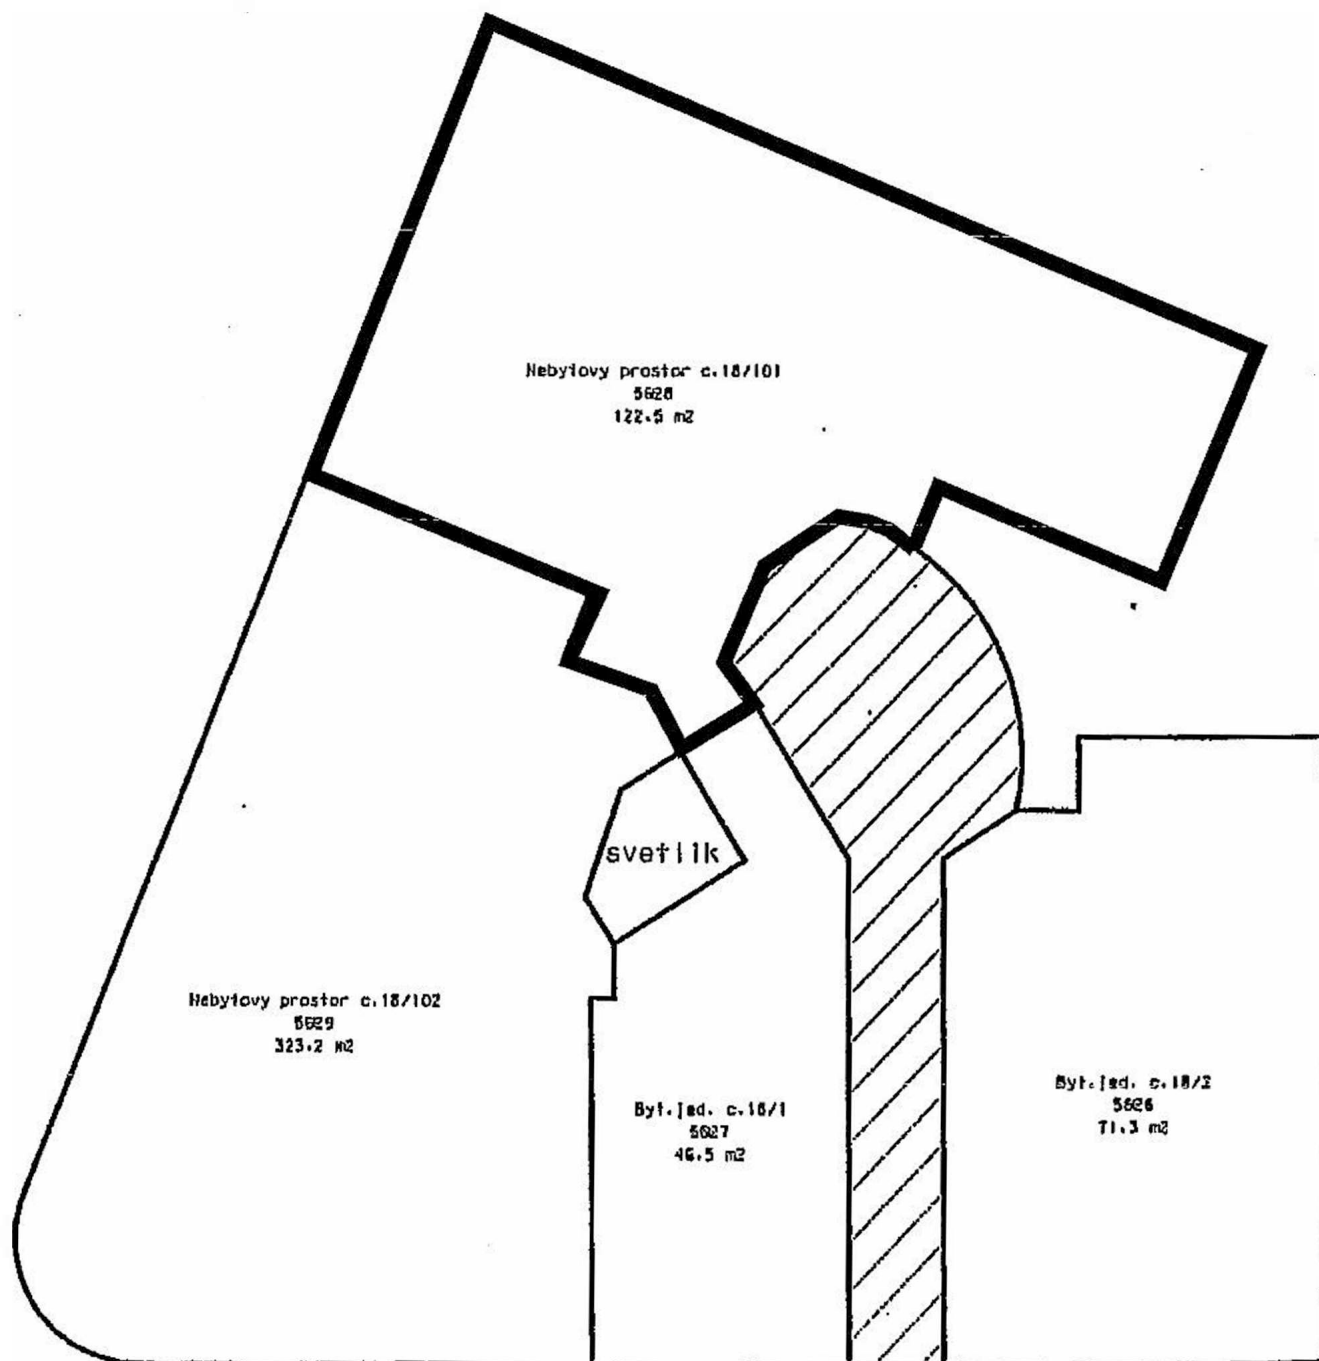 Nebytovy prostor c.18/101
5628
122.5 m2
svetlik
Nebytovy prostor c.18/102
5629
323.2 m2
Byt.jed. c.18/1
5627
46.5 m2
Byt.jed. c.18/2
5626
71.3 m2